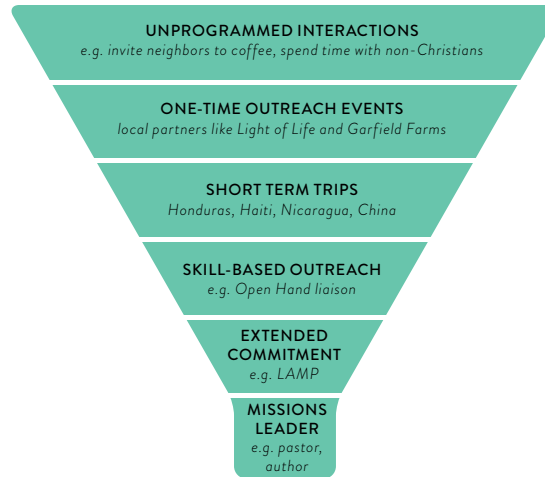 UNPROGRAMMED INTERACTIONS
e.g. invite neighbors to coffee, spend time with non-Christians
ONE-TIME OUTREACH EVENTS
local partners like Light of Life and Garfield Farms
SHORT TERM TRIPS
Honduras, Haiti, Nicaragua, China
SKILL-BASED OUTREACH
e.g. Open Hand liaison
EXTENDED
COMMITMENT
e.g. LAMP
MISSIONS
LEADER
e.g. pastor,
author